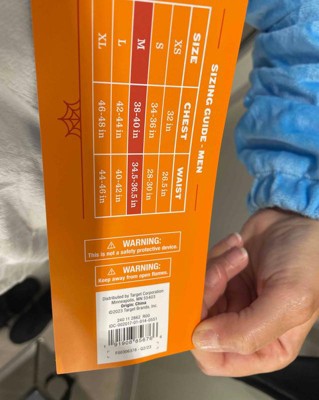 SIZING GUIDE - MEN
SIZE CHEST WAIST
XS 32 in 26.5 in
S 34-36 in 28-30 in
M 38-40 in 34.5-36.5 in
L 42-44 in 40-42 in
XL 46-48 in 44-46 in
⚠ WARNING:
This is not a safety protective device.
⚠ WARNING:
Keep away from open flames.
Distributed by Target Corporation
Minneapolis, MN 55403
Origin: China
©2023 Target Brands, Inc.